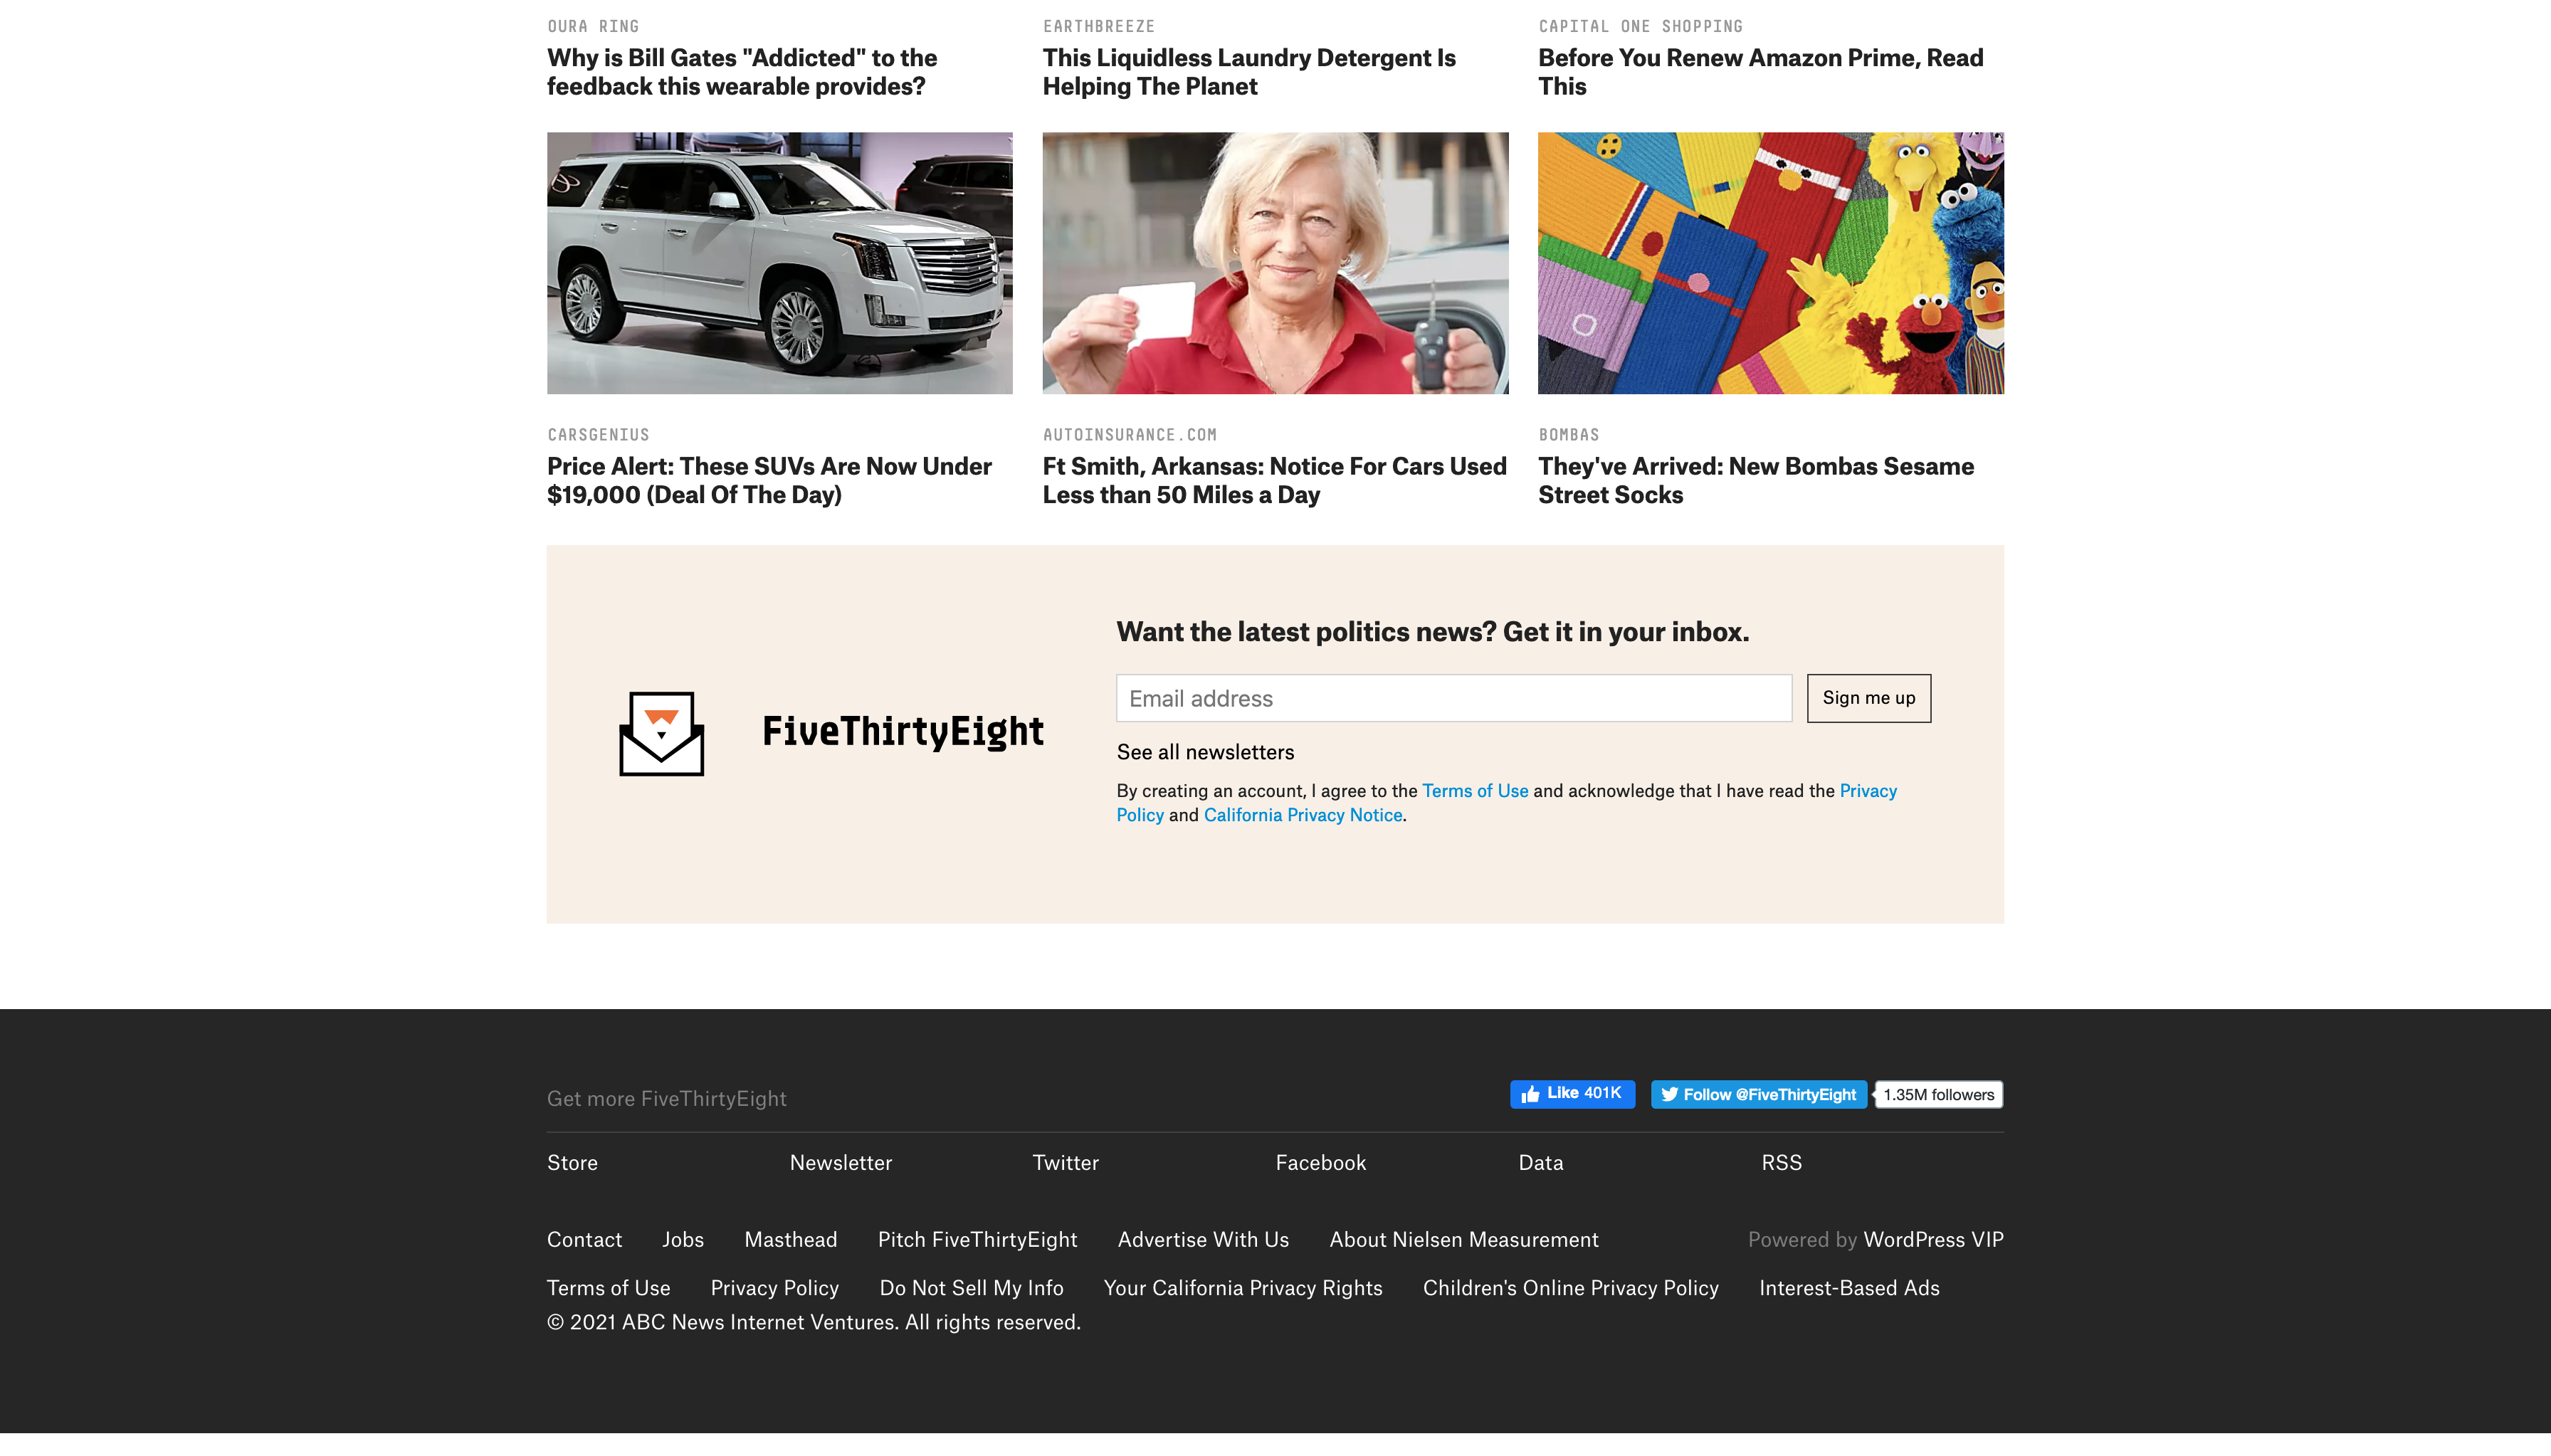 OURA RING
Why is Bill Gates "Addicted" to the
feedback this wearable provides?
EARTHBREEZE
This Liquidless Laundry Detergent Is
Helping The Planet
CAPITAL ONE SHOPPING
Before You Renew Amazon Prime, Read
This
CARSGENIUS
Price Alert: These SUVs Are Now Under
$19,000 (Deal Of The Day)
AUTOINSURANCE.COM
Ft Smith, Arkansas: Notice For Cars Used
Less than 50 Miles a Day
BOMBAS
They've Arrived: New Bombas Sesame
Street Socks
FiveThirtyEight
Want the latest politics news? Get it in your inbox.
Email address
Sign me up
See all newsletters
By creating an account, I agree to the Terms of Use and acknowledge that I have read the Privacy
Policy and California Privacy Notice.
Get more FiveThirtyEight
Like 401K
Follow @FiveThirtyEight
1.35M followers
Store Newsletter Twitter Facebook Data RSS
Contact Jobs Masthead Pitch FiveThirtyEight Advertise With Us About Nielsen Measurement Powered by WordPress VIP
Terms of Use Privacy Policy Do Not Sell My Info Your California Privacy Rights Children's Online Privacy Policy Interest-Based Ads
© 2021 ABC News Internet Ventures. All rights reserved.